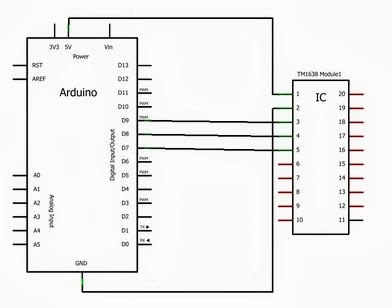 3V3 5V Vin
Power
RST
AREF
Arduino
D13
D12
PWM
D11
PWM
D10
PWM
D9
D8
D7
PWM
D6
PWM
D5
D4
PWM
D3
D2
TX
D1
RX
D0
Digital Input/Output
Analog Input
A0
A1
A2
A3
A4
A5
GND
TM1638 Module1
IC
1 20
2 19
3 18
4 17
5 16
6 15
7 14
8 13
9 12
10 11